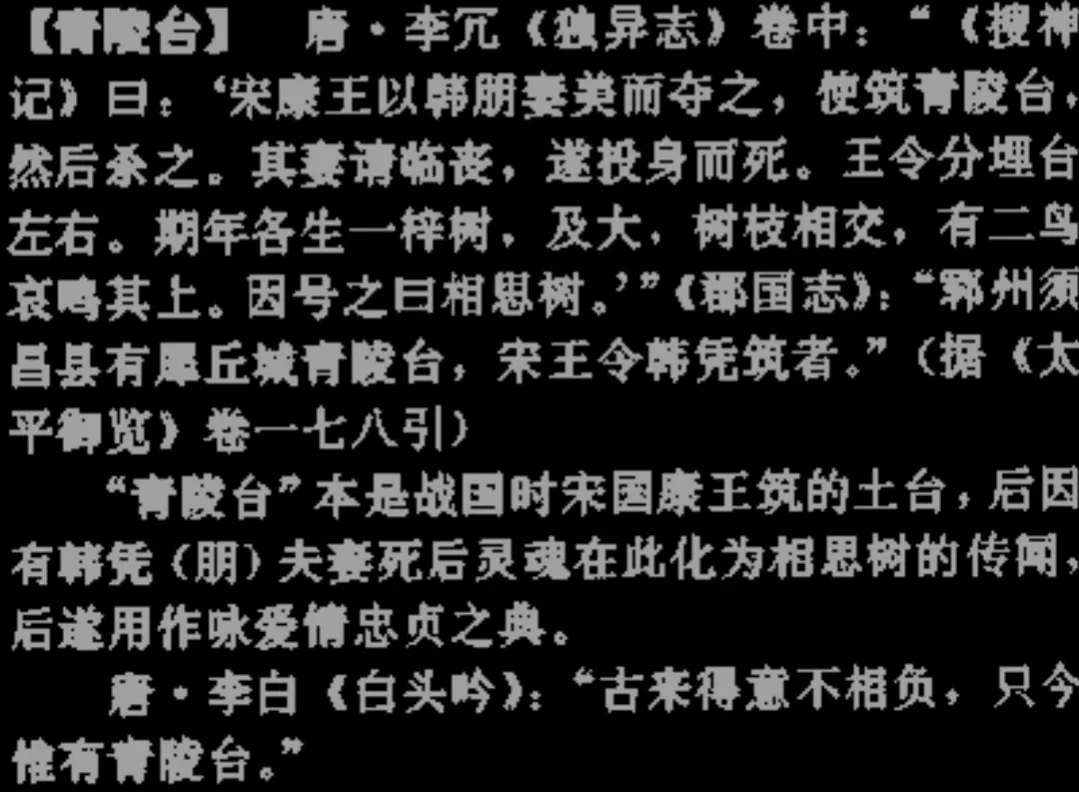 【青陵台】 唐·李冗《独异志》卷中：“《搜神
记》曰：‘宋康王以韩朋妻美而夺之，使筑青陵台，
然后杀之。其妻请临丧，遂投身而死。王令分埋台
左右。期年各生一梓树，及大，树枝相交，有二鸟
哀鸣其上。因号之曰相思树。’”《郡国志》：“郓州须
昌县有犀丘城青陵台，宋王令韩凭筑者。”（据《太
平御览》卷一七八引）
“青陵台”本是战国时宋国康王筑的土台，后因
有韩凭（朋）夫妻死后灵魂在此化为相思树的传闻，
后遂用作咏爱情忠贞之典。
唐·李白《白头吟》：“古来得意不相负，只今
惟有青陵台。”